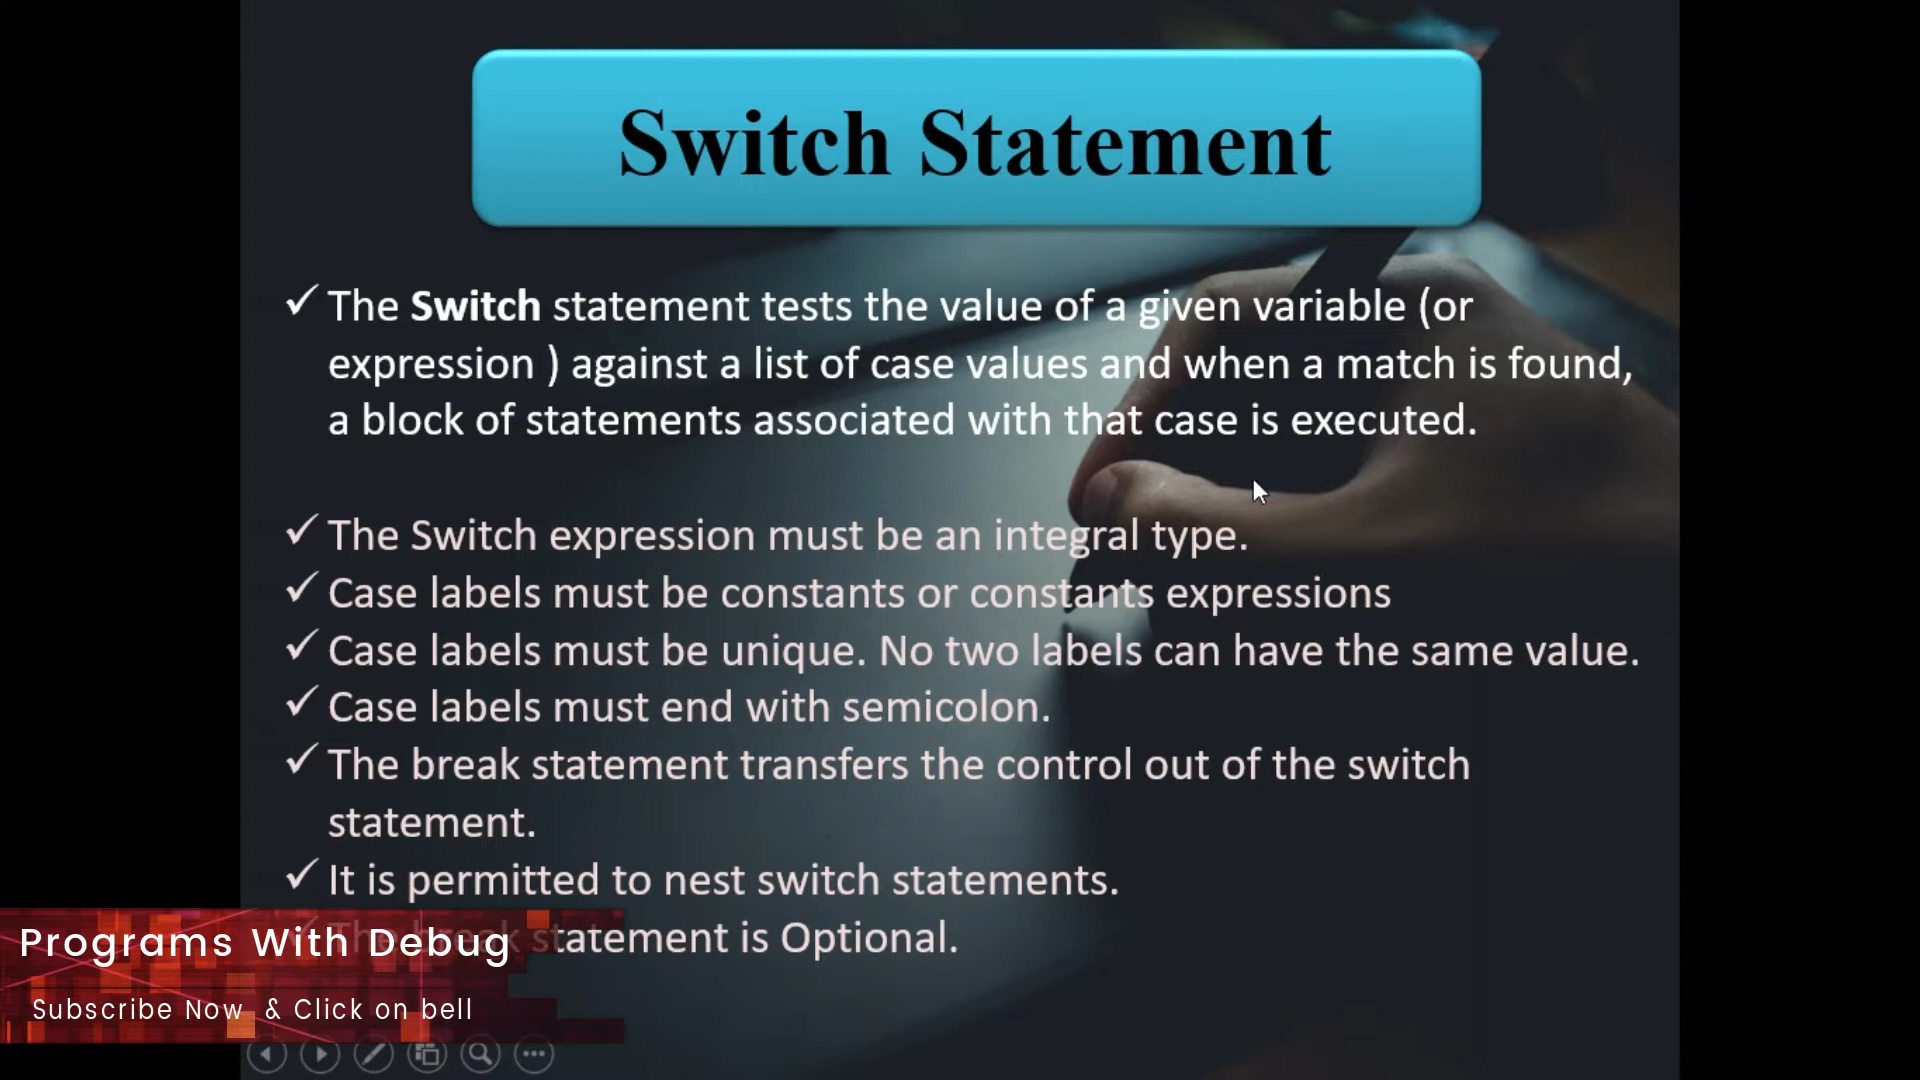 Switch Statement
✓ The Switch statement tests the value of a given variable (or
expression ) against a list of case values and when a match is found,
a block of statements associated with that case is executed.
✓ The Switch expression must be an integral type.
✓ Case labels must be constants or constants expressions
✓ Case labels must be unique. No two labels can have the same value.
✓ Case labels must end with semicolon.
✓ The break statement transfers the control out of the switch
statement.
✓ It is permitted to nest switch statements.
✓ The break statement is Optional.
Programs With Debug
Subscribe Now & Click on bell